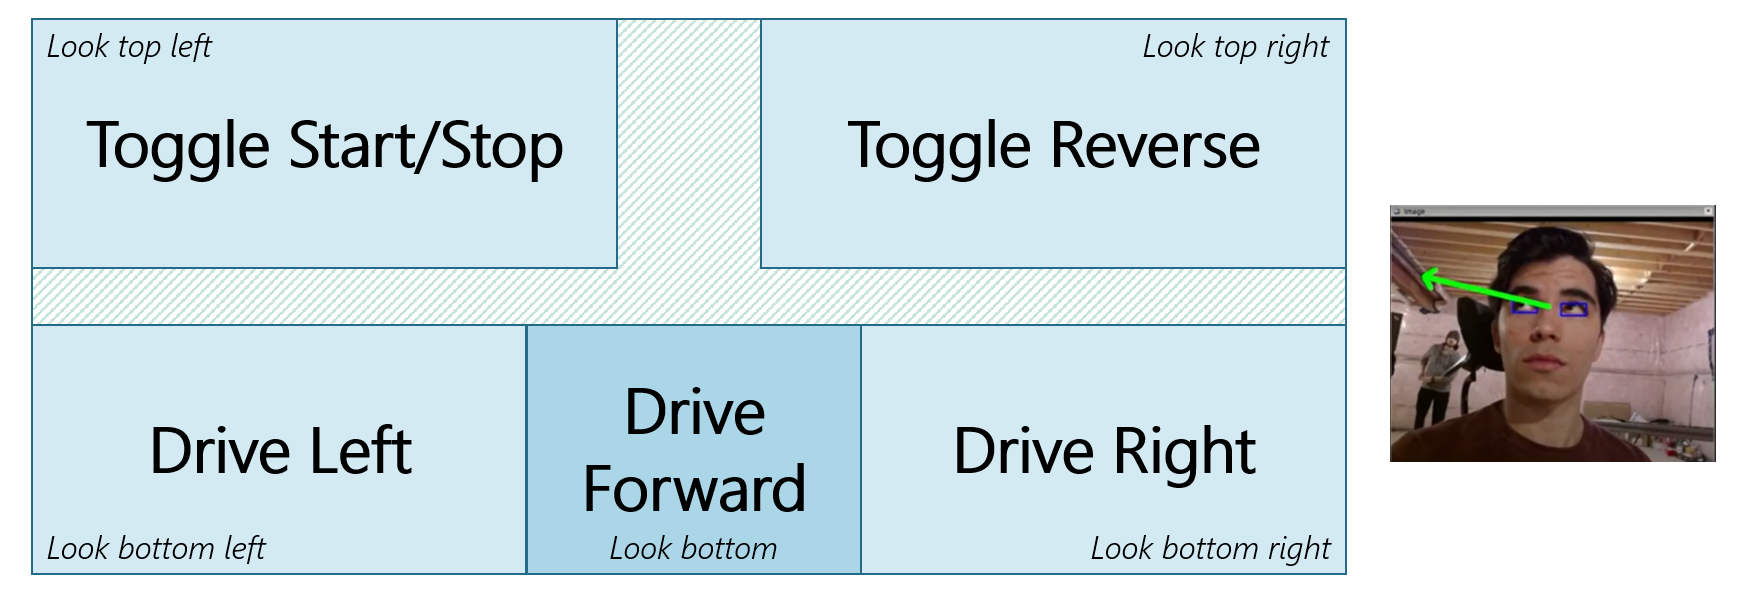 Look top left
Look top right
Toggle Start/Stop
Toggle Reverse
image
Drive Left
Drive
Forward
Drive Right
Look bottom left
Look bottom
Look bottom right